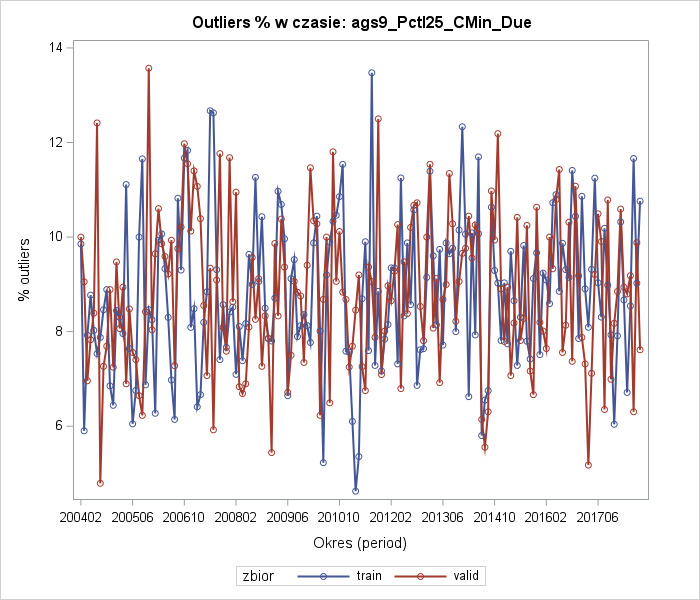 Outliers % w czasie: ags9_Pctl25_CMin_Due
% outliers
14
12
10
8
6
200402 200506 200610 200802 200906 201010 201202 201306 201410 201602 201706
Okres (period)
zbior train valid